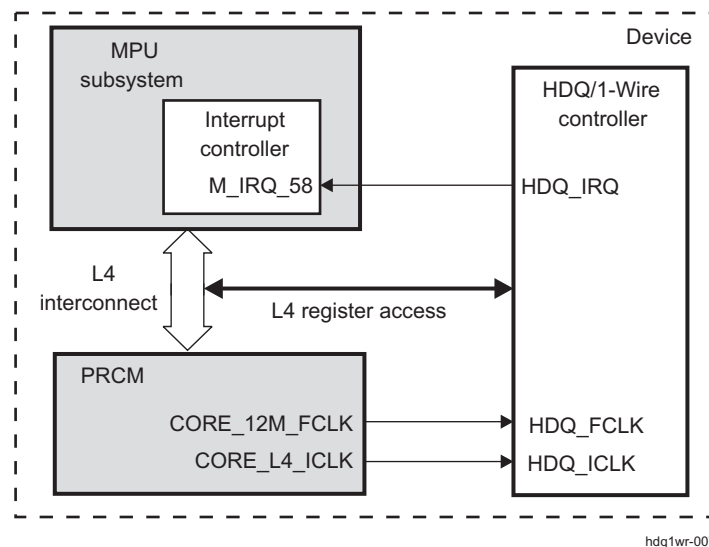 Device
MPU
subsystem
Interrupt
controller
M_IRQ_58
HDQ/1-Wire
controller
HDQ_IRQ
L4
interconnect
L4 register access
PRCM
CORE_12M_FCLK
CORE_L4_ICLK
HDQ_FCLK
HDQ_ICLK
hdq1wr-00